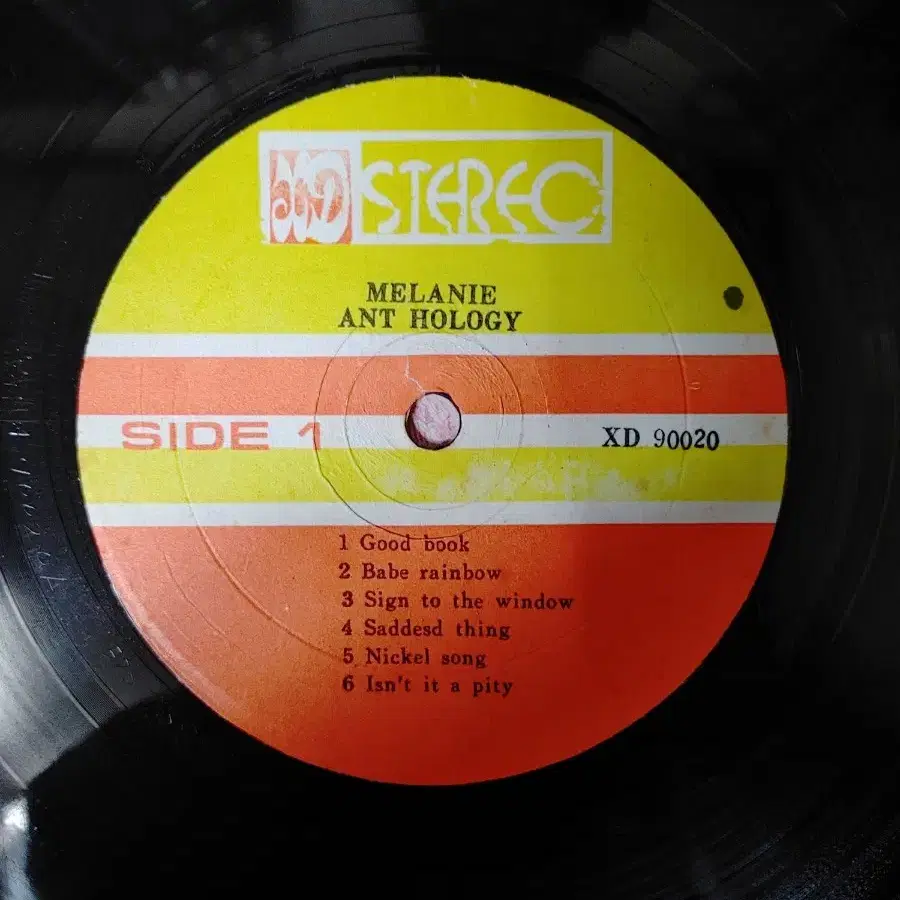 STEREO
MELANIE
ANT HOLOGY
SIDE 1
XD 90020
1 Good book
2 Babe rainbow
3 Sign to the window
4 Saddesd thing
5 Nickel song
6 Isn't it a pity